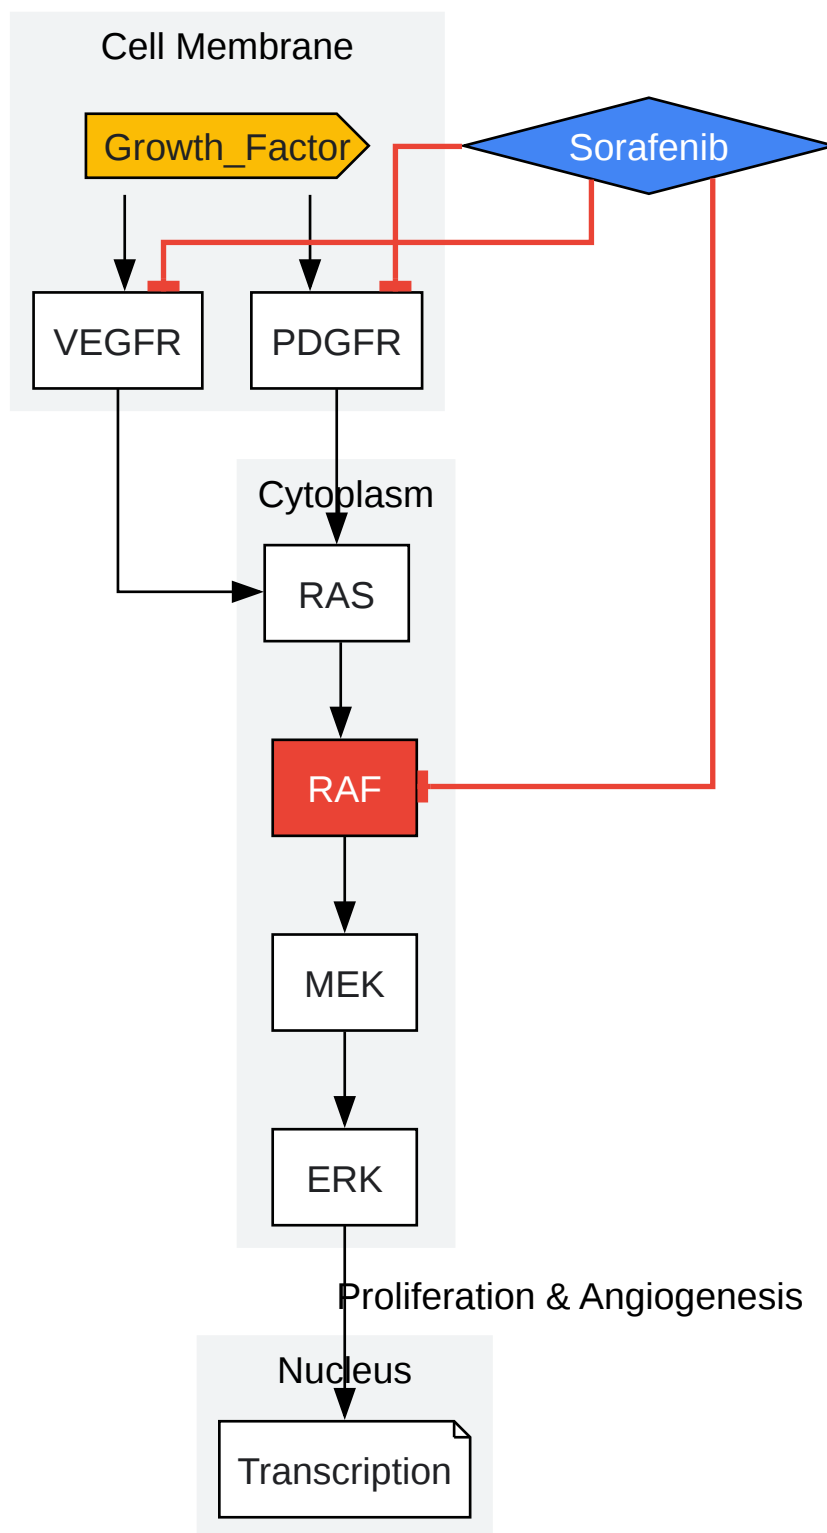 Cell Membrane
Growth_Factor
Sorafenib
VEGFR
PDGFR
Cytoplasm
RAS
RAF
MEK
ERK
Proliferation & Angiogenesis
Nucleus
Transcription